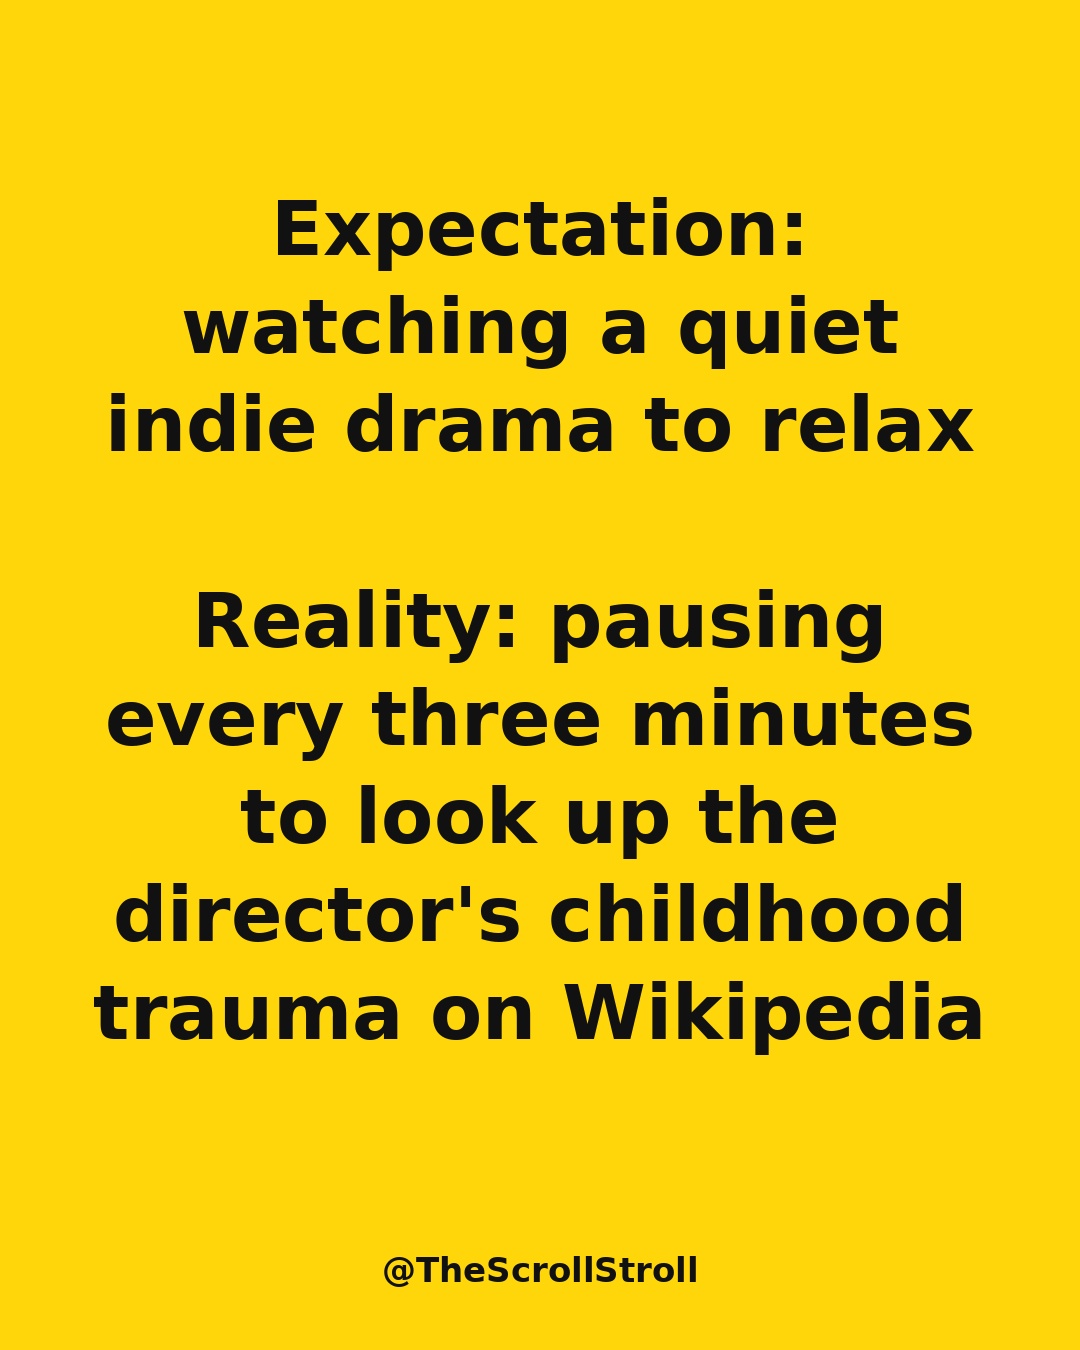 Expectation:
watching a quiet
indie drama to relax
Reality: pausing
every three minutes
to look up the
director's childhood
trauma on Wikipedia
@TheScrollStroll